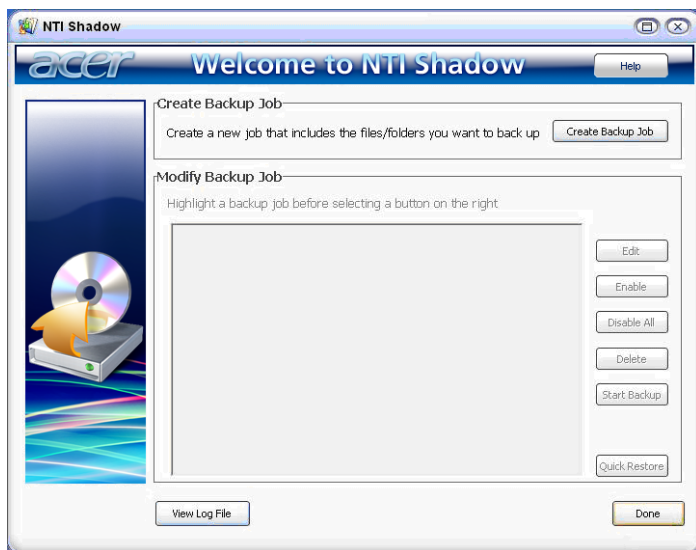 NTI Shadow
acer
Welcome to NTI Shadow
Help
Create Backup Job
Create a new job that includes the files/folders you want to back up
Create Backup Job
Modify Backup Job
Highlight a backup job before selecting a button on the right
Edit
Enable
Disable All
Delete
Start Backup
Quick Restore
View Log File
Done